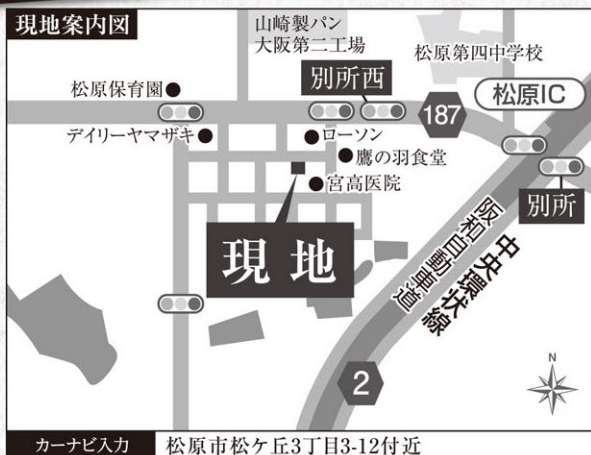 現地案内図
山崎製パン
大阪第二工場
松原第四中学校
松原保育園
別所西
松原IC
187
デイリーヤマザキ
ローソン
鷹の羽食堂
宮高医院
別所
現地
中央環状線
阪和自動車道
2
N
カーナビ入力 松原市松ケ丘3丁目3-12付近